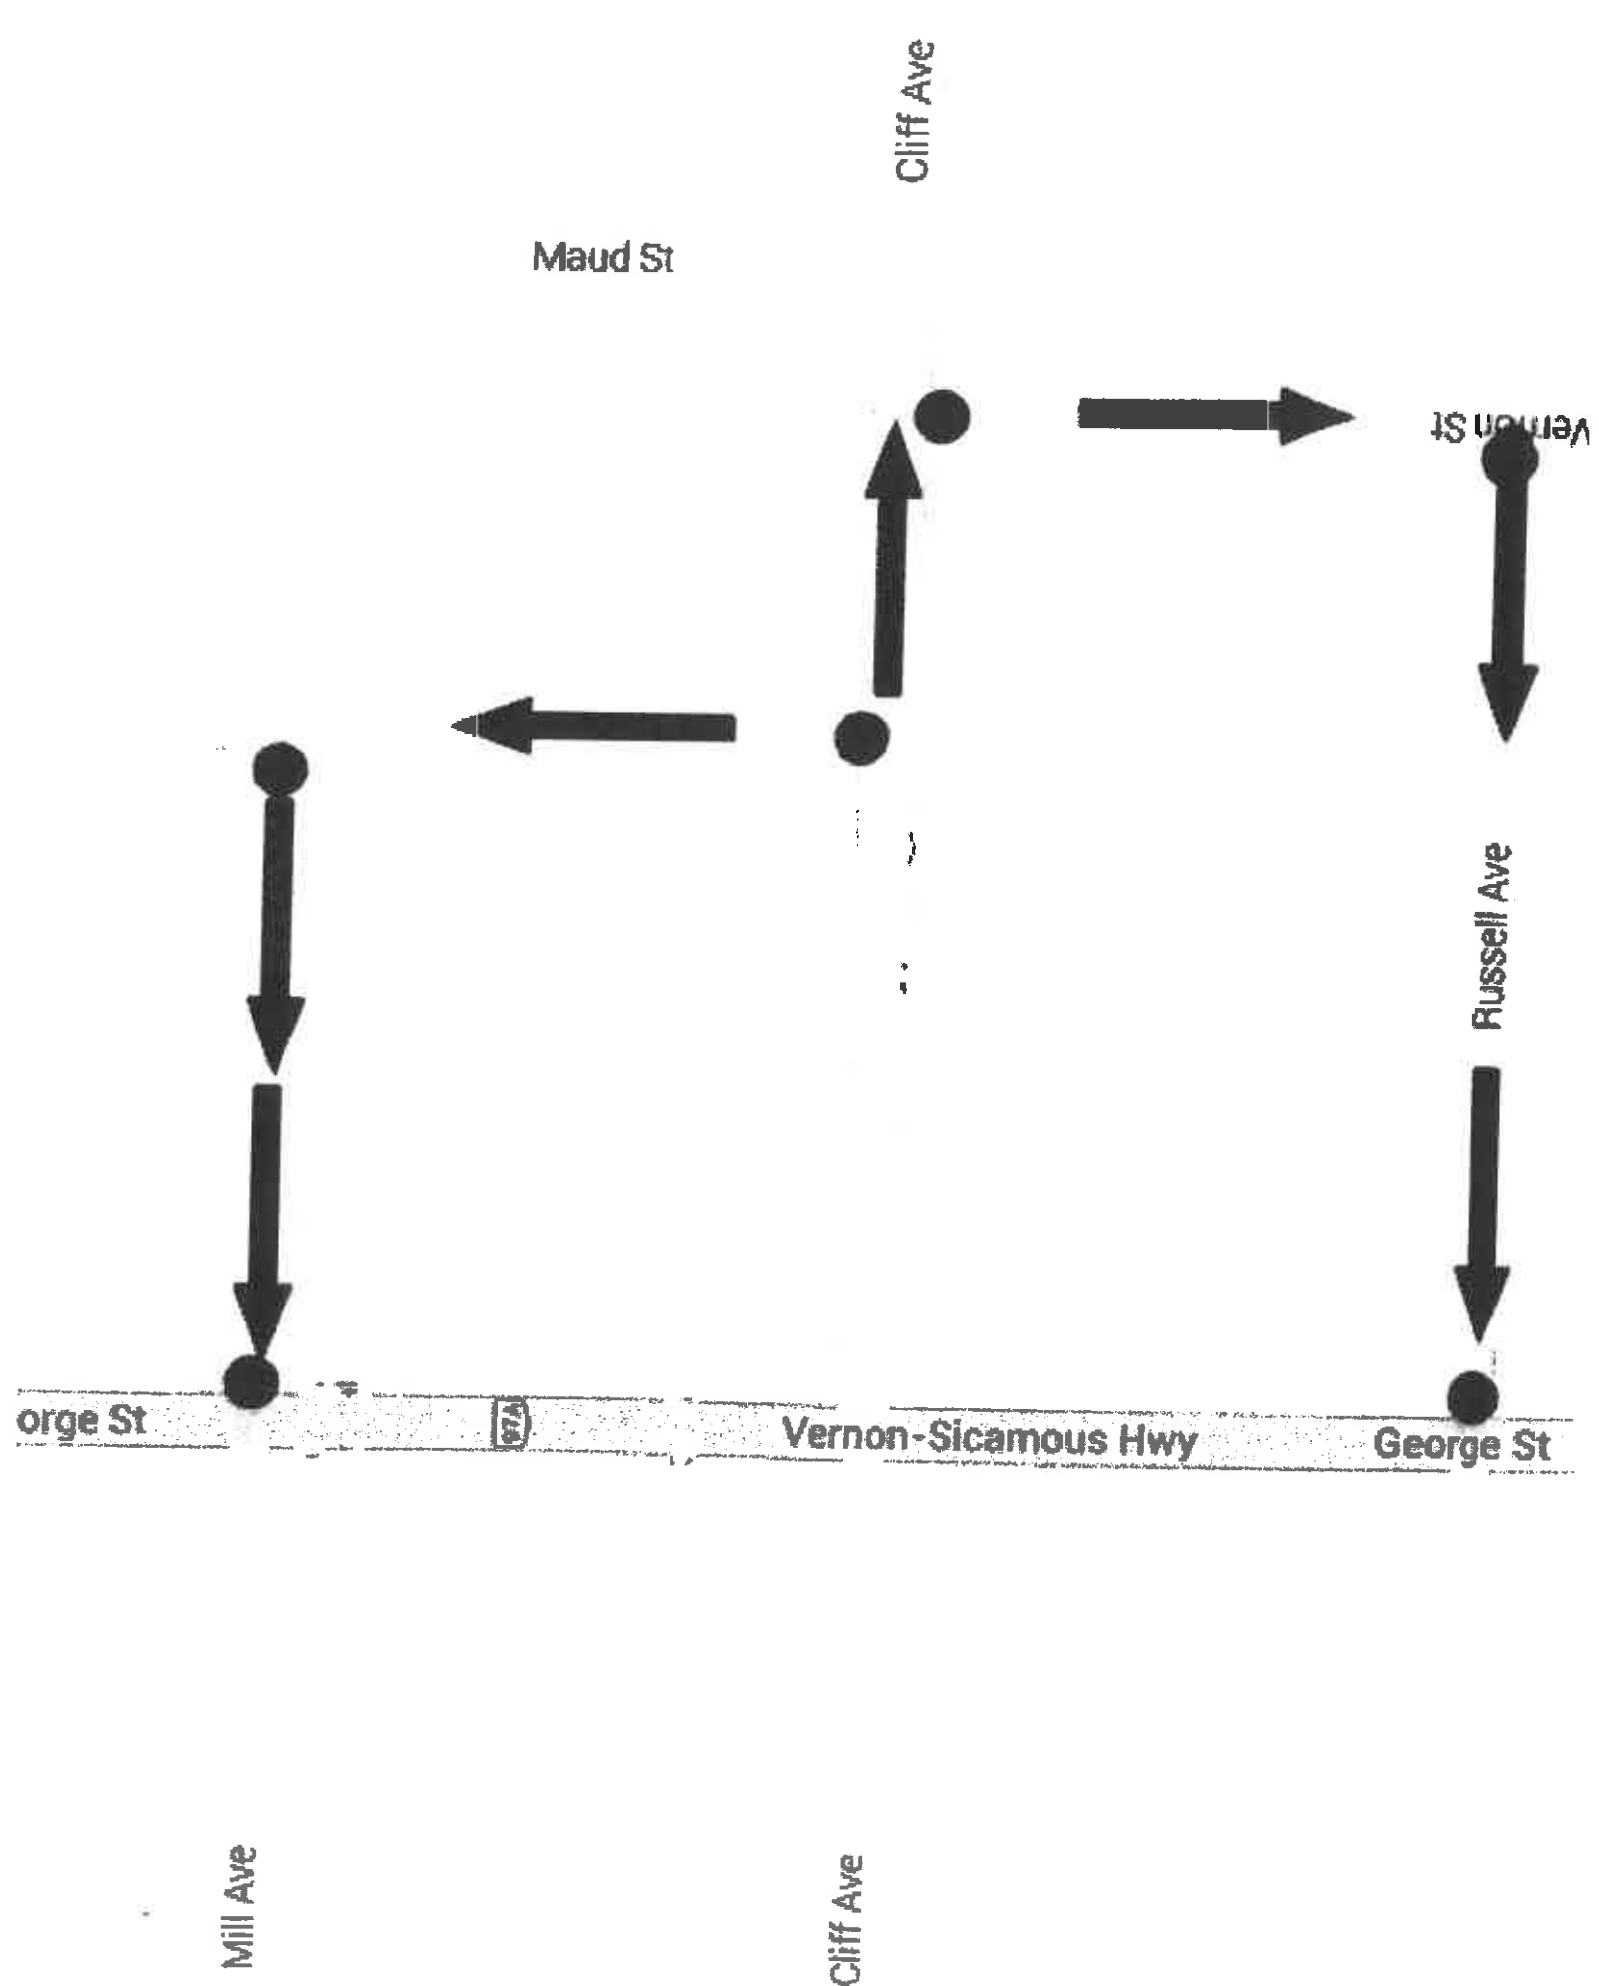 Cliff Ave
Maud St
Vernon St
Russell Ave
orge St
97A
Vernon-Sicamous Hwy
George St
Mill Ave
Cliff Ave